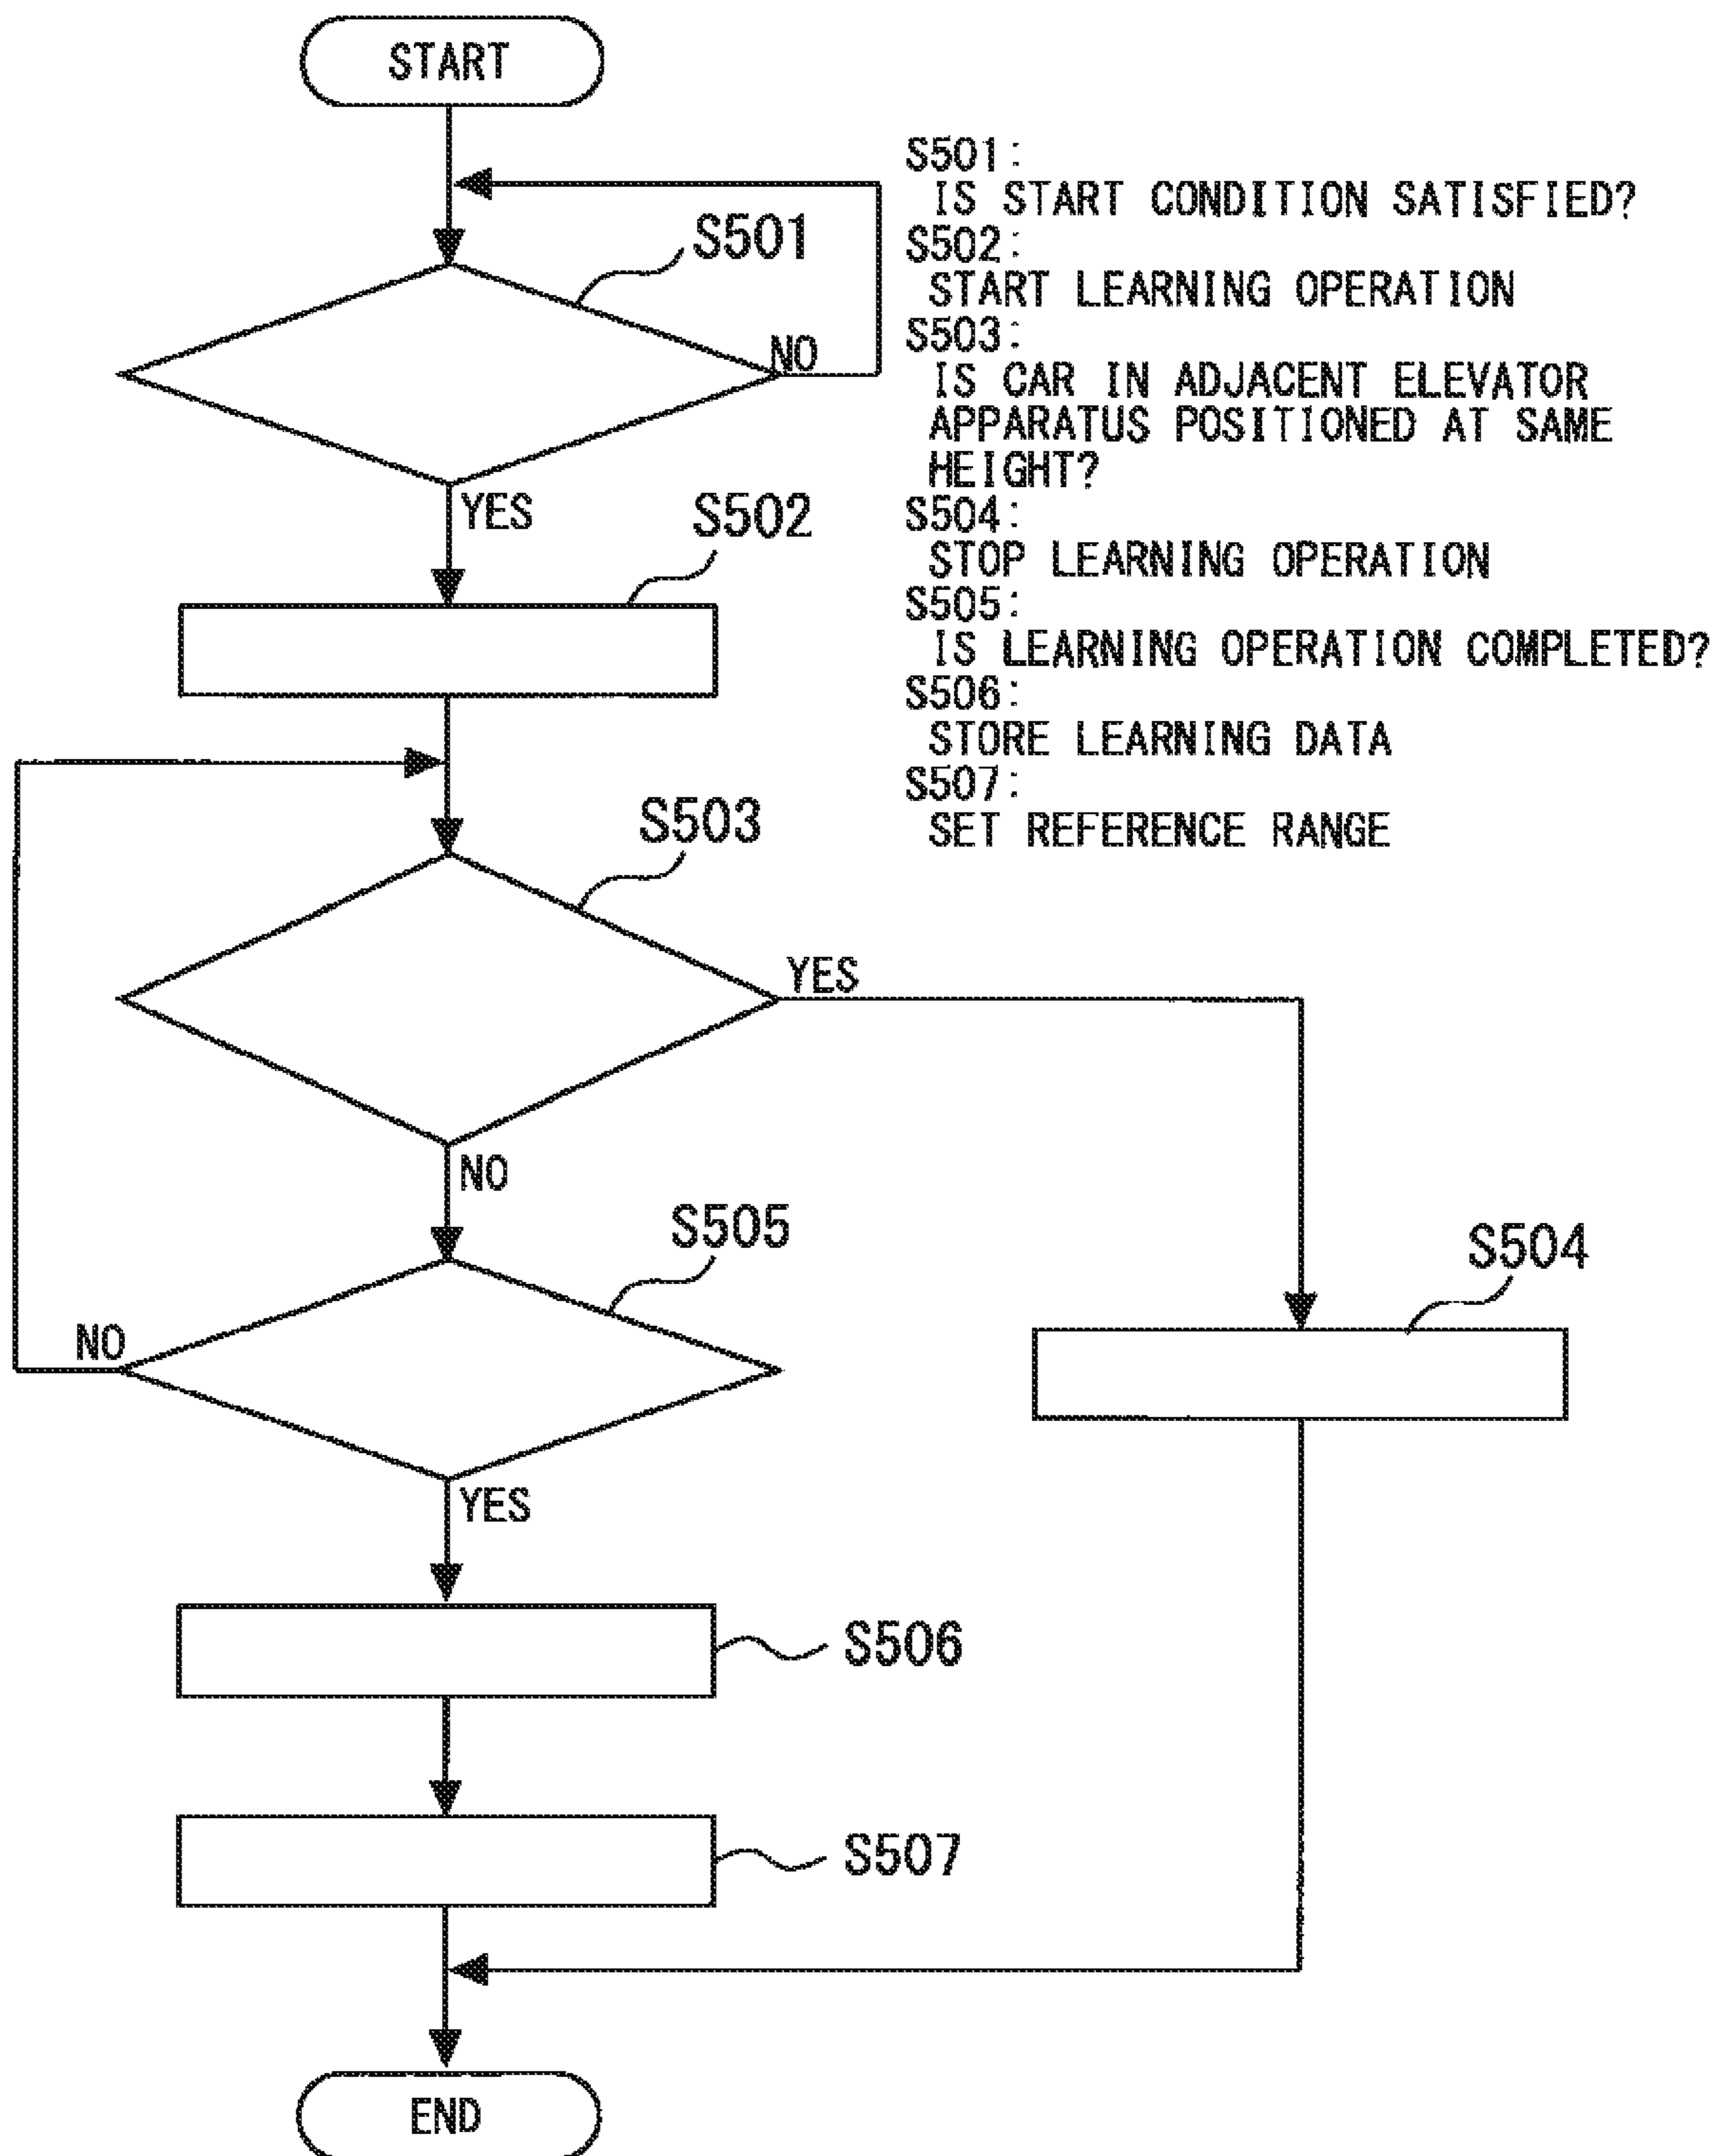 START
S501:
IS START CONDITION SATISFIED?
S502:
START LEARNING OPERATION
S503:
IS CAR IN ADJACENT ELEVATOR
APPARATUS POSITIONED AT SAME
HEIGHT?
S504:
STOP LEARNING OPERATION
S505:
IS LEARNING OPERATION COMPLETED?
S506:
STORE LEARNING DATA
S507:
SET REFERENCE RANGE
S501
NO
YES
S502
S503
YES
NO
S505
S504
NO
YES
S506
S507
END